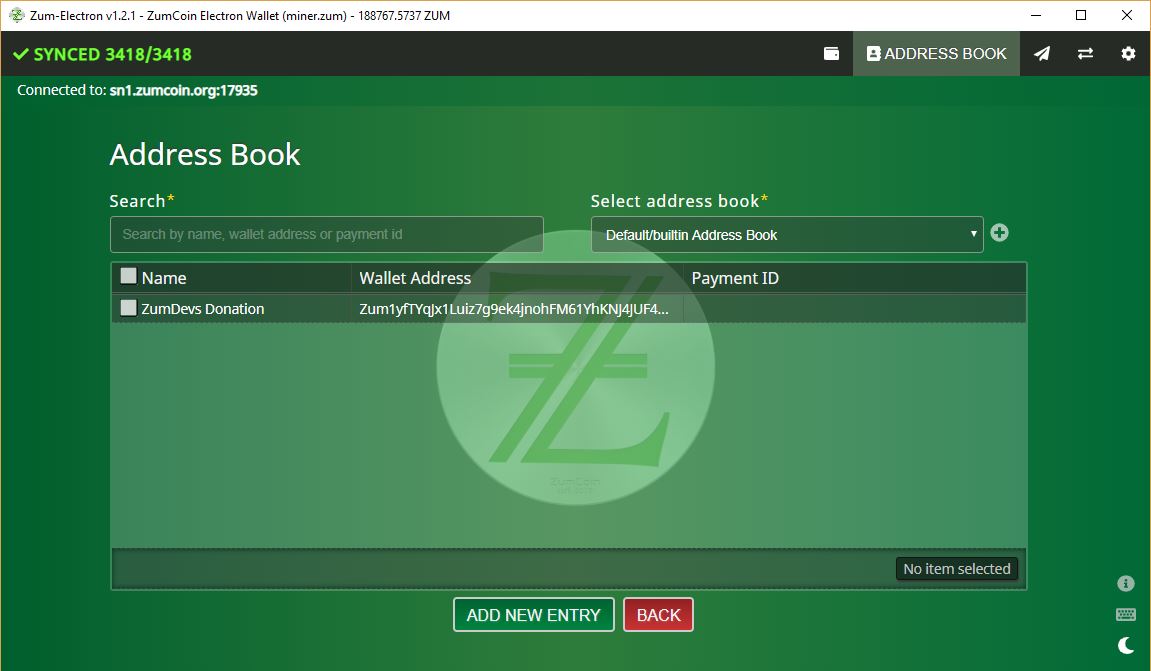 Zum-Electron v1.2.1 - ZumCoin Electron Wallet (miner.zum) - 188767.5737 ZUM
SYNCED 3418/3418
ADDRESS BOOK
Connected to: sn1.zumcoin.org:17935
Address Book
Search*
Select address book*
Search by name, wallet address or payment id
Default/builtin Address Book
Name Wallet Address Payment ID
ZumDevs Donation Zum1yfTYqJx1Luiz7g9ek4jnohFM61YhKNJ4JUF4...
ZumCoin
No item selected
ADD NEW ENTRY
BACK